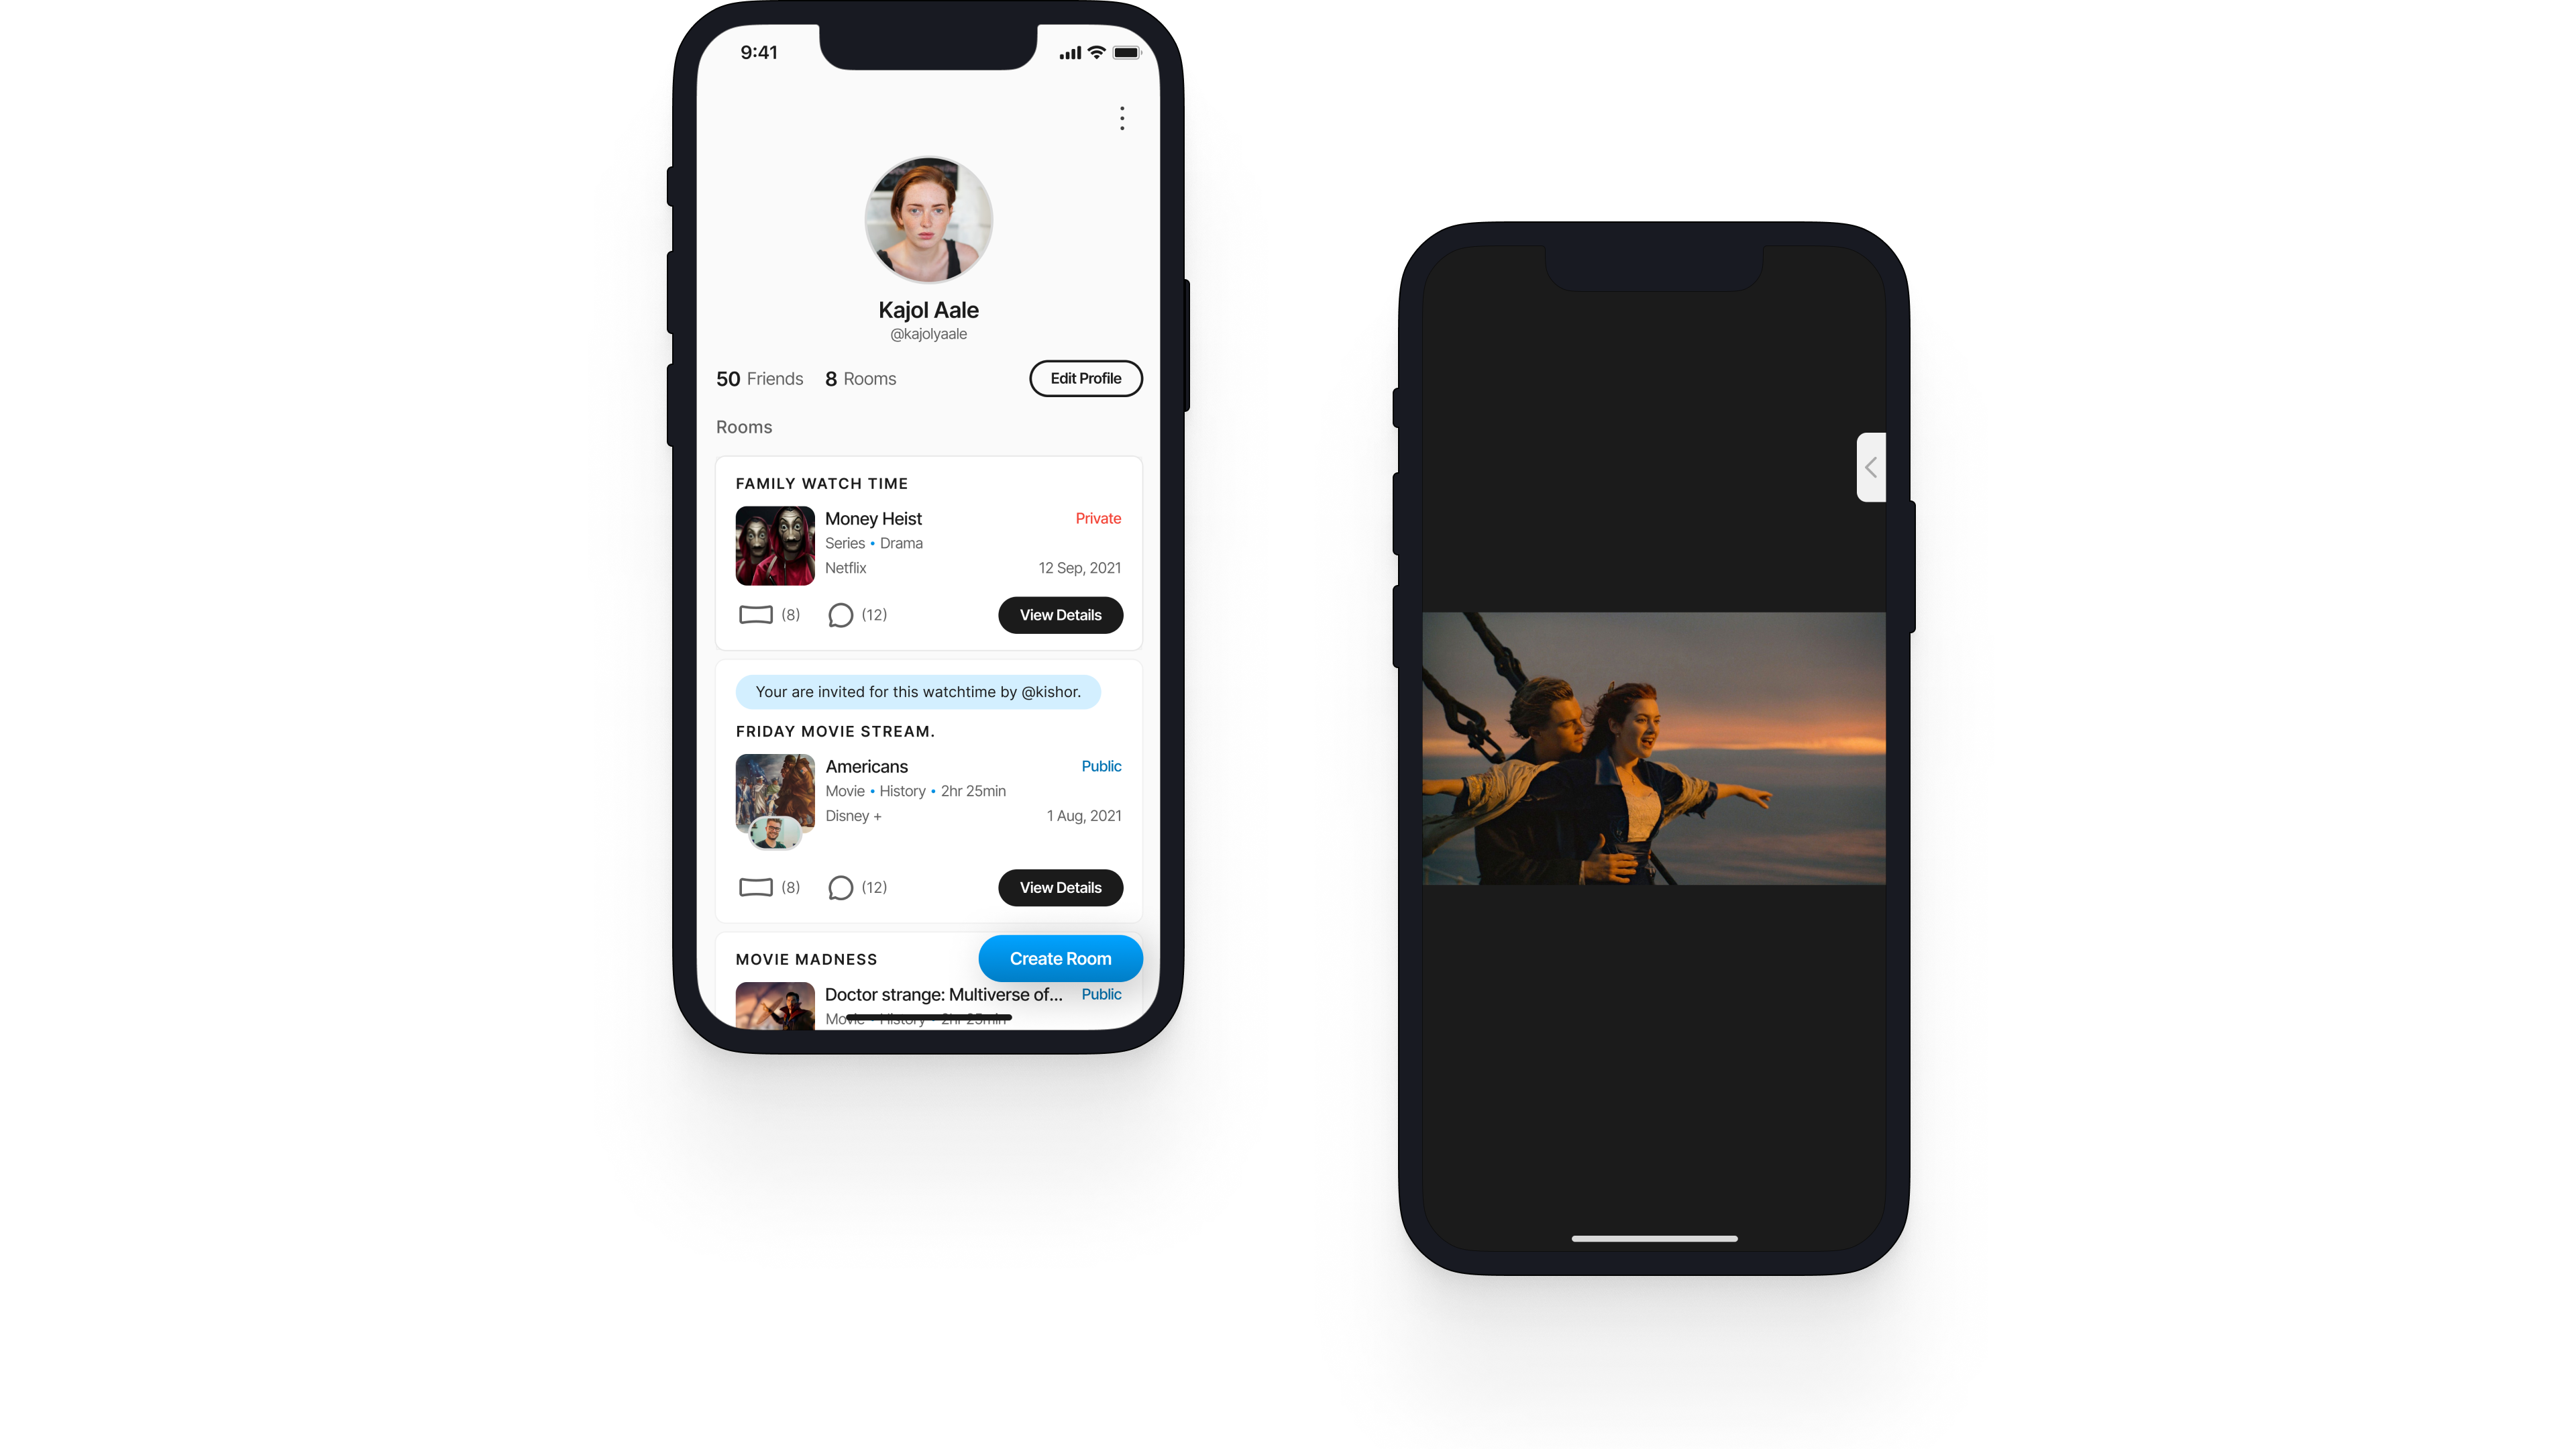 9:41
Kajol Aale
@kajolyaale
50 Friends 8 Rooms Edit Profile
Rooms
FAMILY WATCH TIME
Money Heist Private
Series • Drama
Netflix 12 Sep, 2021
(8) (12) View Details
Your are invited for this watchtime by @kishor.
FRIDAY MOVIE STREAM.
Americans Public
Movie • History • 2hr 25min
Disney + 1 Aug, 2021
(8) (12) View Details
MOVIE MADNESS Create Room
Doctor strange: Multiverse of... Public
Movie • History • 2hr 25min